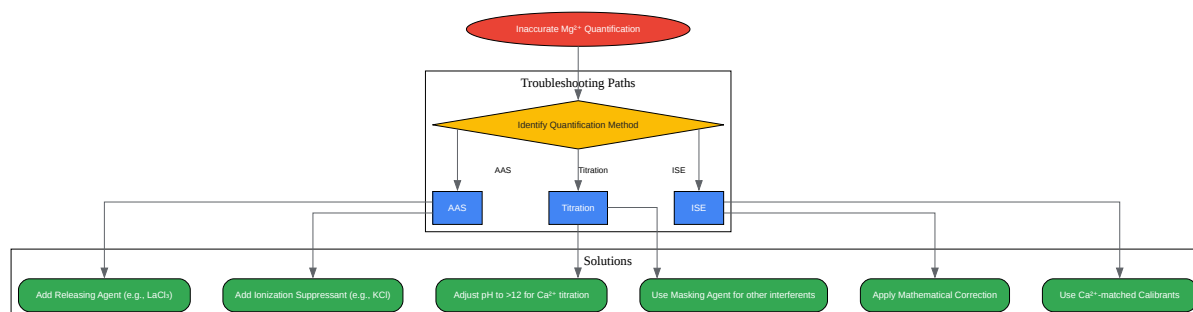 Inaccurate Mg²⁺ Quantification
Troubleshooting Paths
Identify Quantification Method
AAS
Titration
ISE
AAS
Titration
ISE
Solutions
Add Releasing Agent (e.g., LaCl₃)
Add Ionization Suppressant (e.g., KCl)
Adjust pH to >12 for Ca²⁺ titration
Use Masking Agent for other interferents
Apply Mathematical Correction
Use Ca²⁺-matched Calibrants